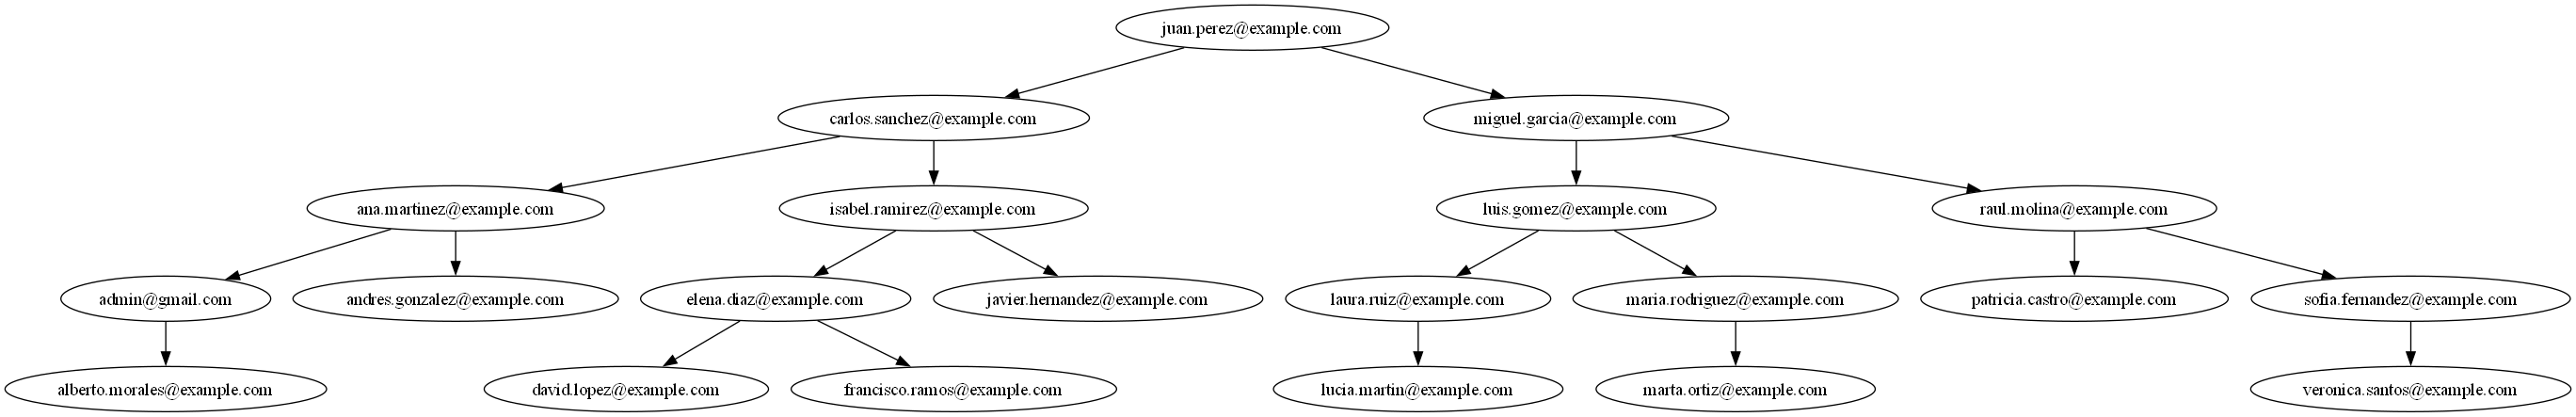 juan.perez@example.com
carlos.sanchez@example.com
miguel.garcia@example.com
ana.martinez@example.com
isabel.ramirez@example.com
luis.gomez@example.com
raul.molina@example.com
admin@gmail.com
andres.gonzalez@example.com
elena.diaz@example.com
javier.hernandez@example.com
laura.ruiz@example.com
maria.rodriguez@example.com
patricia.castro@example.com
sofia.fernandez@example.com
alberto.morales@example.com
david.lopez@example.com
francisco.ramos@example.com
lucia.martin@example.com
marta.ortiz@example.com
veronica.santos@example.com